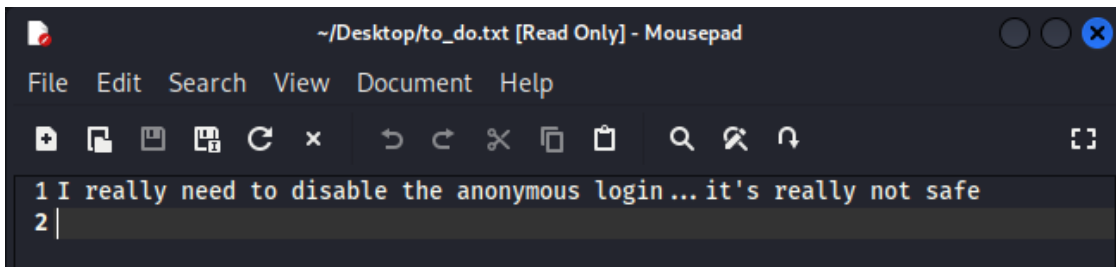 ~/Desktop/to_do.txt [Read Only] - Mousepad
File Edit Search View Document Help
1 I really need to disable the anonymous login...it's really not safe
2